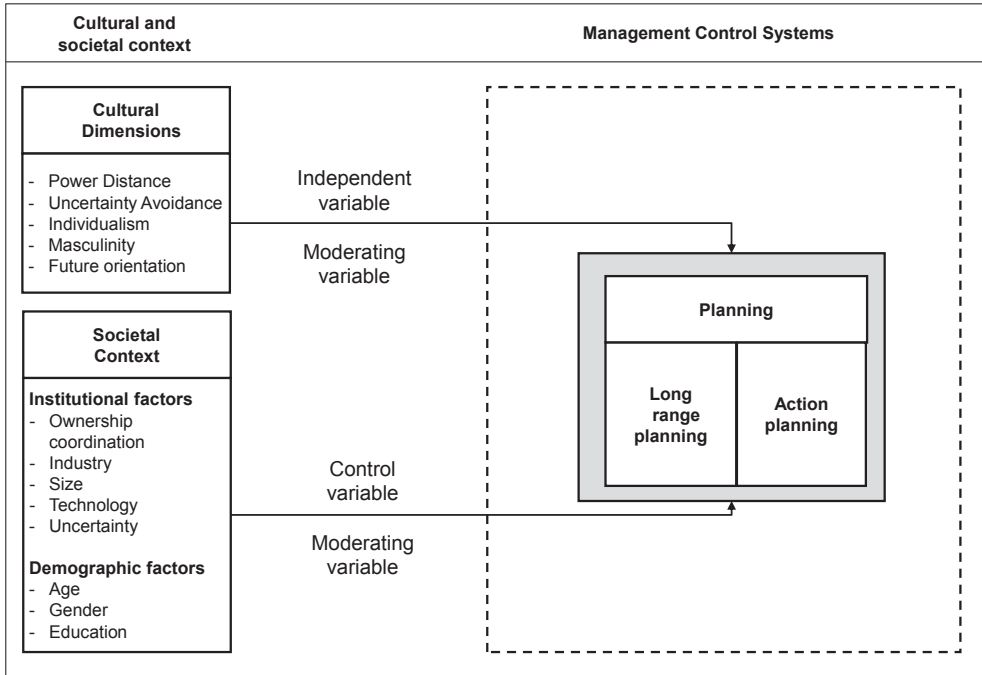 Cultural and
societal context
Management Control Systems
Cultural
Dimensions
- Power Distance
- Uncertainty Avoidance
- Individualism
- Masculinity
- Future orientation
Independent
variable
Moderating
variable
Planning
Long
range
planning
Action
planning
Societal
Context
Institutional factors
- Ownership
coordination
- Industry
- Size
- Technology
- Uncertainty
Demographic factors
- Age
- Gender
- Education
Control
variable
Moderating
variable